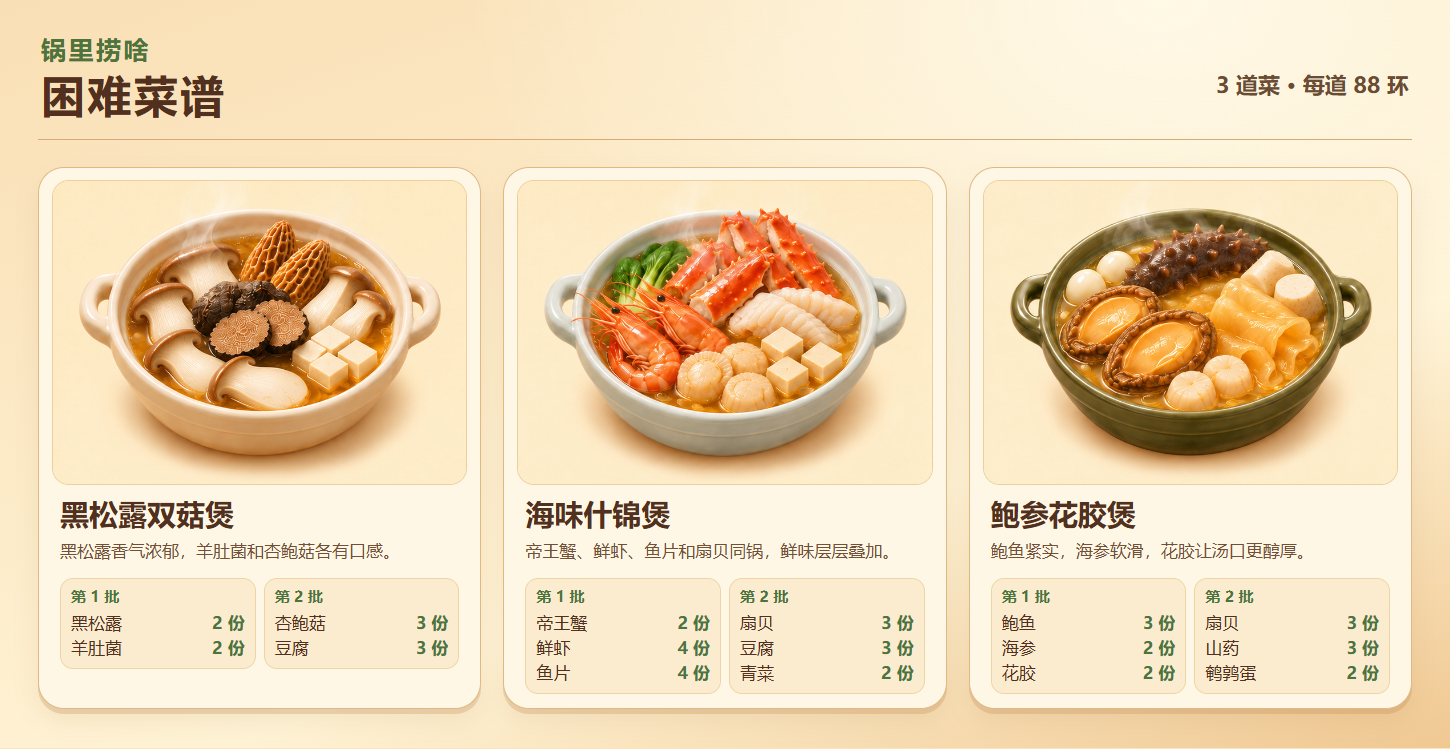 锅里捞啥
困难菜谱
3 道菜 • 每道 88 环
黑松露双菇煲
黑松露香气浓郁，羊肚菌和杏鲍菇各有口感。
第 1 批
黑松露 2 份
羊肚菌 2 份
第 2 批
杏鲍菇 3 份
豆腐 3 份
海味什锦煲
帝王蟹、鲜虾、鱼片和扇贝同锅，鲜味层层叠加。
第 1 批
帝王蟹 2 份
鲜虾 4 份
鱼片 4 份
第 2 批
扇贝 3 份
豆腐 3 份
青菜 2 份
鲍参花胶煲
鲍鱼紧实，海参软滑，花胶让汤口更醇厚。
第 1 批
鲍鱼 3 份
海参 2 份
花胶 2 份
第 2 批
扇贝 3 份
山药 3 份
鹌鹑蛋 2 份